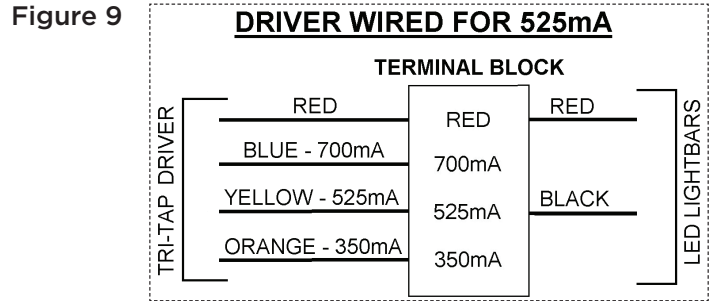 Figure 9
DRIVER WIRED FOR 525mA
TERMINAL BLOCK
TRI-TAP DRIVER
RED
BLUE - 700mA
YELLOW - 525mA
ORANGE - 350mA
RED
700mA
525mA
350mA
RED
BLACK
LED LIGHTBARS